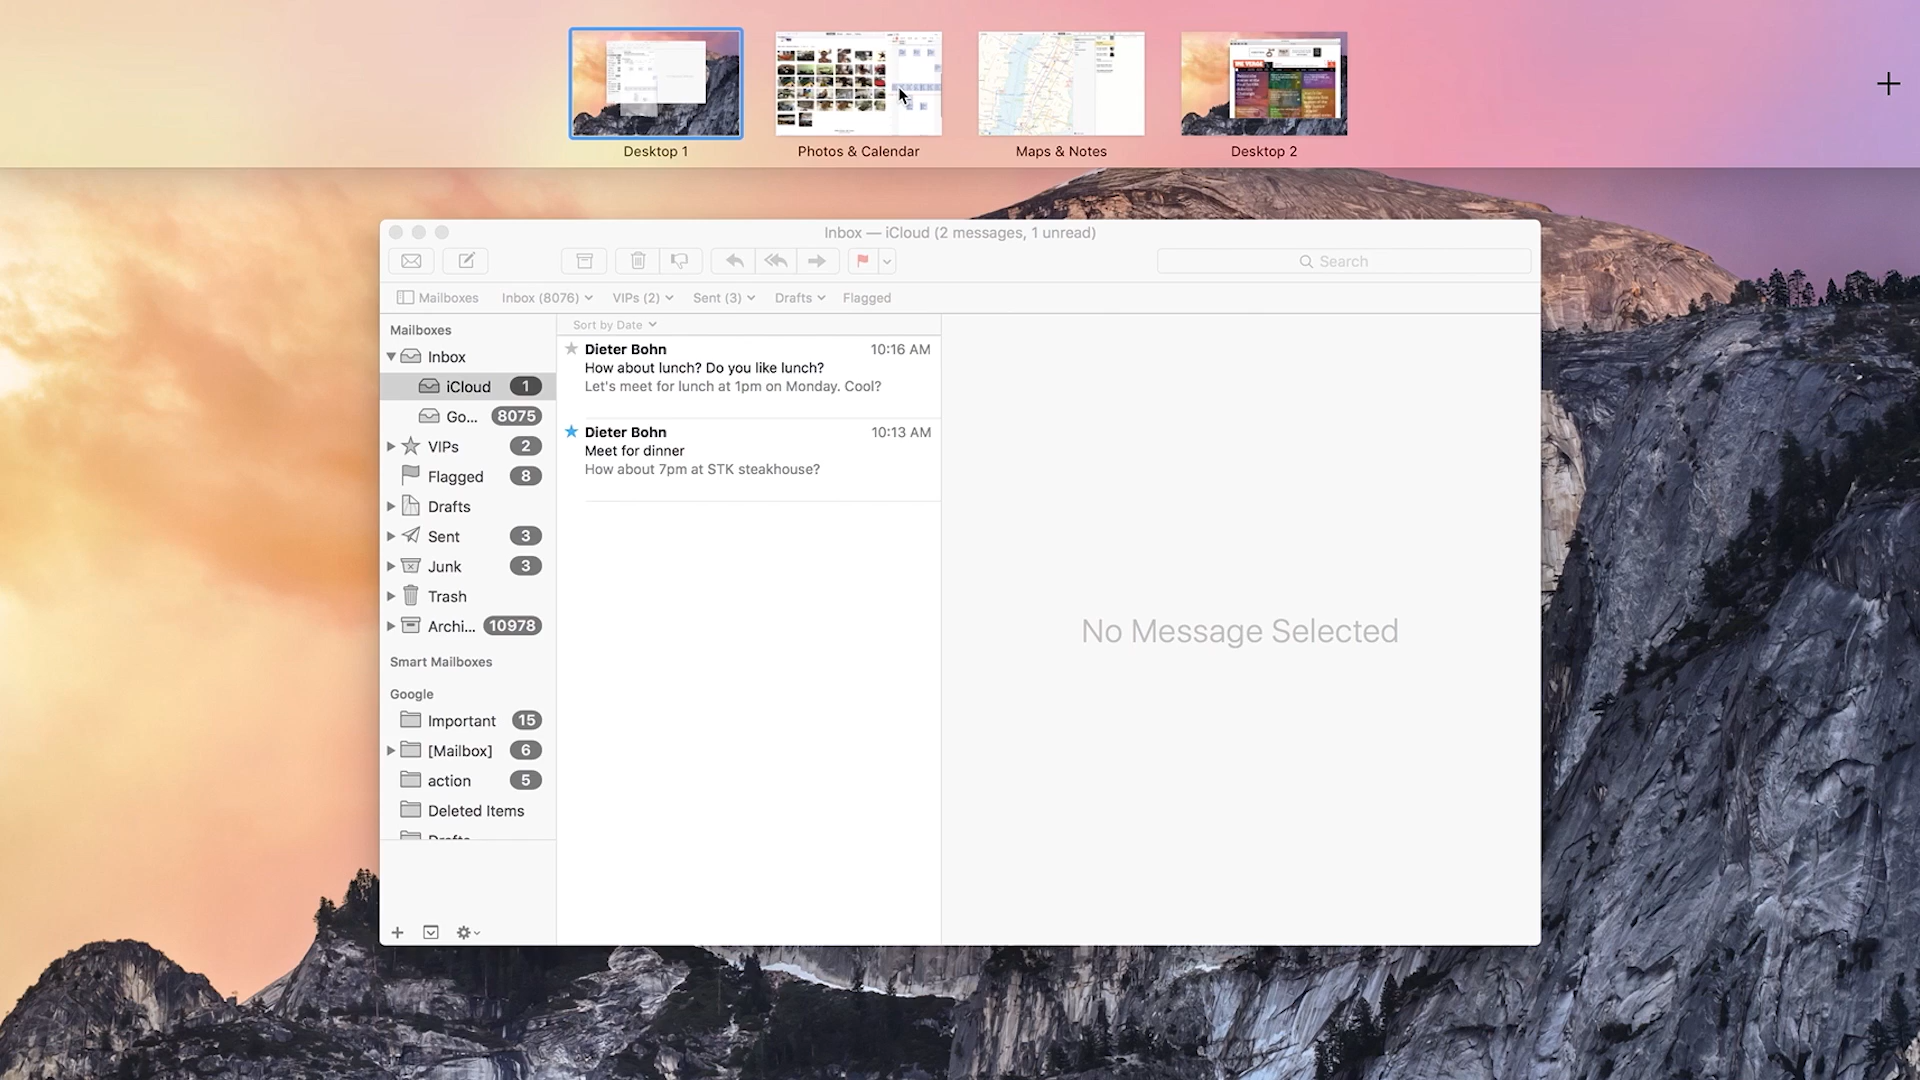 Desktop 1
Photos & Calendar
Maps & Notes
Desktop 2
Inbox — iCloud (2 messages, 1 unread)
Search
Mailboxes
Inbox (8076)
VIPs (2)
Sent (3)
Drafts
Flagged
Mailboxes
Inbox
iCloud 1
Go... 8075
VIPs 2
Flagged 8
Drafts
Sent 3
Junk 3
Trash
Archi... 10978
Smart Mailboxes
Google
Important 15
[Mailbox] 6
action 5
Deleted Items
Drafts
Sort by Date
Dieter Bohn 10:16 AM
How about lunch? Do you like lunch?
Let's meet for lunch at 1pm on Monday. Cool?
Dieter Bohn 10:13 AM
Meet for dinner
How about 7pm at STK steakhouse?
No Message Selected